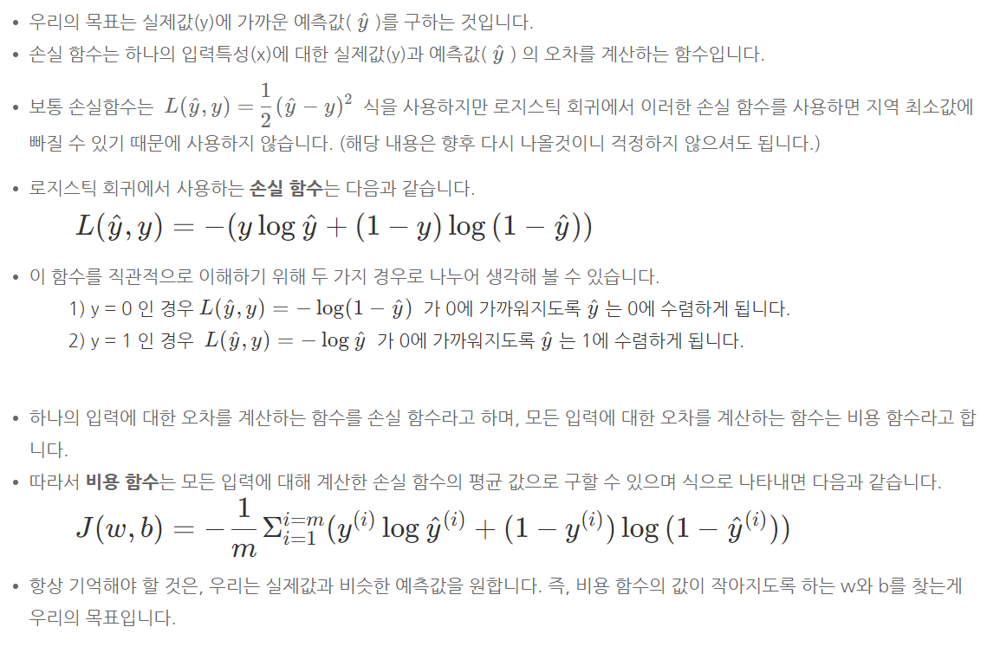 • 우리의 목표는 실제값(y)에 가까운 예측값( ŷ )를 구하는 것입니다.
• 손실 함수는 하나의 입력특성(x)에 대한 실제값(y)과 예측값( ŷ ) 의 오차를 계산하는 함수입니다.
• 보통 손실함수는 L(ŷ, y) = 1/2 (ŷ − y)² 식을 사용하지만 로지스틱 회귀에서 이러한 손실 함수를 사용하면 지역 최소값에
빠질 수 있기 때문에 사용하지 않습니다. (해당 내용은 향후 다시 나올것이니 걱정하지 않으셔도 됩니다.)
• 로지스틱 회귀에서 사용하는 손실 함수는 다음과 같습니다.
L(ŷ, y) = −(y log ŷ + (1 − y) log (1 − ŷ))
• 이 함수를 직관적으로 이해하기 위해 두 가지 경우로 나누어 생각해 볼 수 있습니다.
1) y = 0 인 경우 L(ŷ, y) = − log(1 − ŷ) 가 0에 가까워지도록 ŷ 는 0에 수렴하게 됩니다.
2) y = 1 인 경우 L(ŷ, y) = − log ŷ 가 0에 가까워지도록 ŷ 는 1에 수렴하게 됩니다.
• 하나의 입력에 대한 오차를 계산하는 함수를 손실 함수라고 하며, 모든 입력에 대한 오차를 계산하는 함수는 비용 함수라고 합
니다.
• 따라서 비용 함수는 모든 입력에 대해 계산한 손실 함수의 평균 값으로 구할 수 있으며 식으로 나타내면 다음과 같습니다.
J(w, b) = − 1/m Σ_{i=1}^{i=m} (y^{(i)} log ŷ^{(i)} + (1 − y^{(i)}) log (1 − ŷ^{(i)}))
• 항상 기억해야 할 것은, 우리는 실제값과 비슷한 예측값을 원합니다. 즉, 비용 함수의 값이 작아지도록 하는 w와 b를 찾는게
우리의 목표입니다.